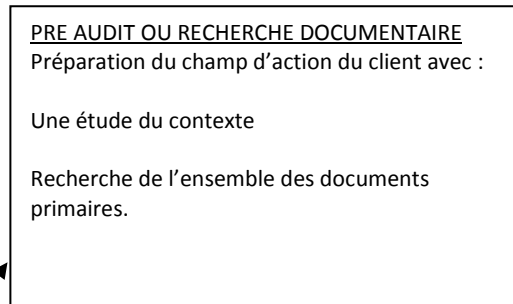 PRE AUDIT OU RECHERCHE DOCUMENTAIRE
Préparation du champ d’action du client avec :
Une étude du contexte
Recherche de l’ensemble des documents
primaires.